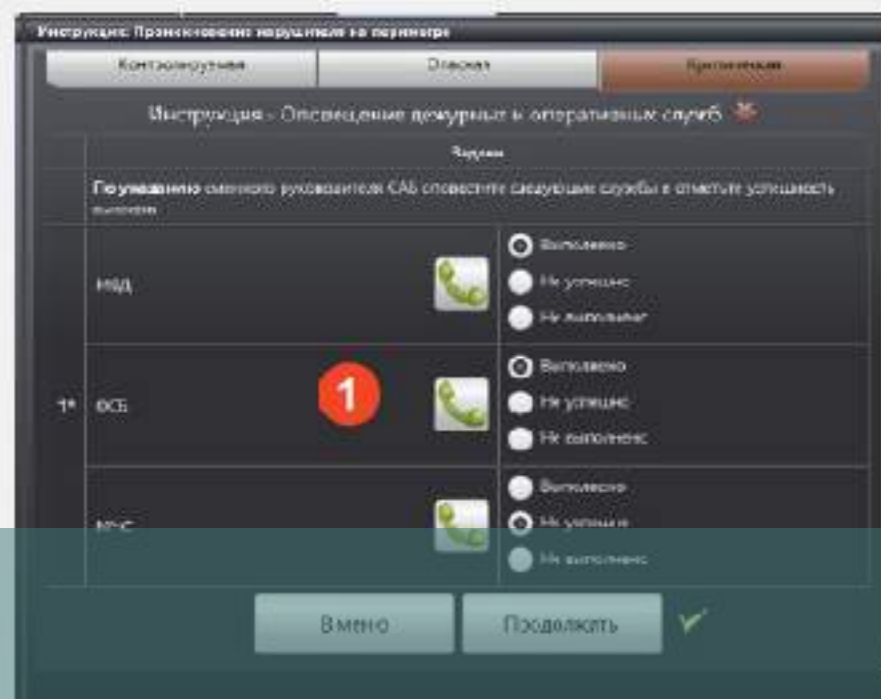 Инструкция: Проникновение нарушителя на периметре
Контролируемая
Опасная
Критическая
Инструкция - Оповещение дежурных и оперативных служб
Задачи
По указанию сменного руководителя САБ оповестите следующие службы и отметьте успешность
МВД
Выполнено
Не успешно
Не выполнено
1
1*
ФСБ
Выполнено
Не успешно
Не выполнено
МЧС
Выполнено
Не успешно
Не выполнено
В меню
Продолжить